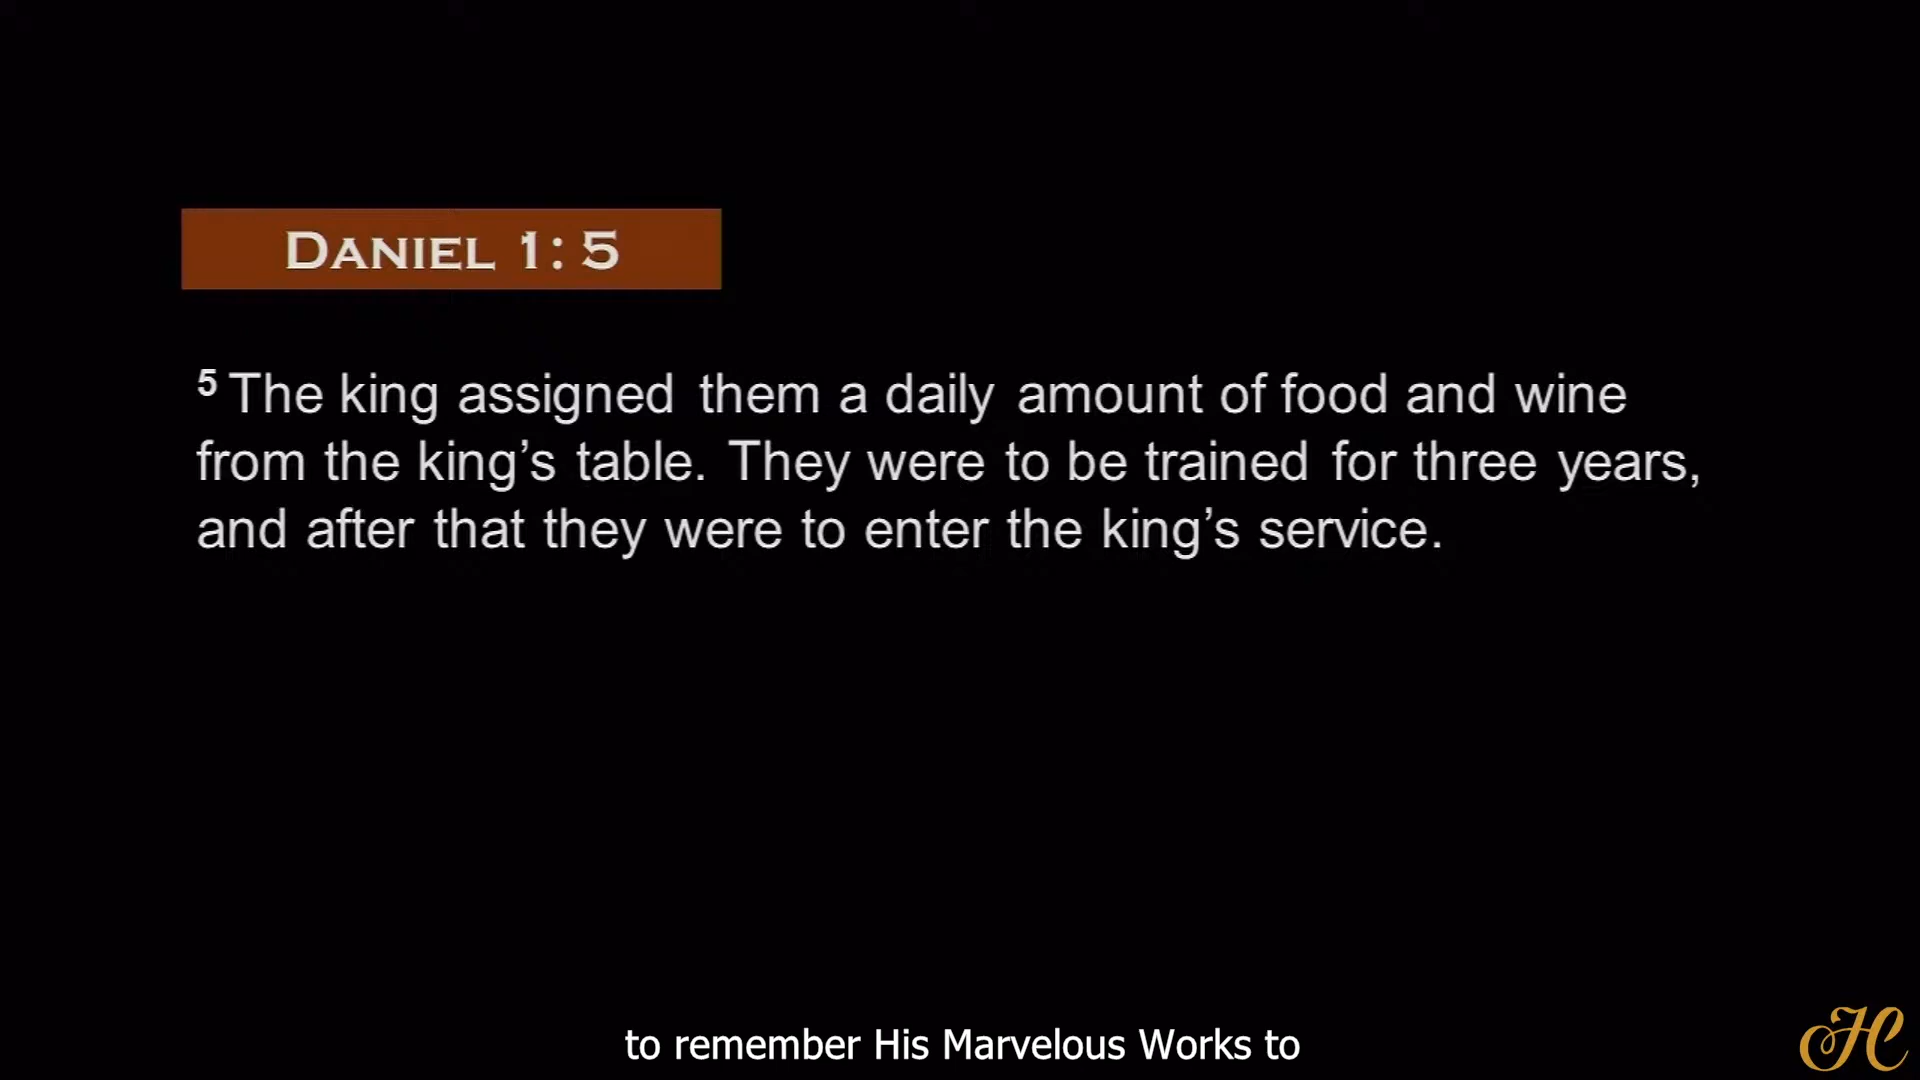 DANIEL 1: 5
5 The king assigned them a daily amount of food and wine
from the king’s table. They were to be trained for three years,
and after that they were to enter the king’s service.
to remember His Marvelous Works to
H